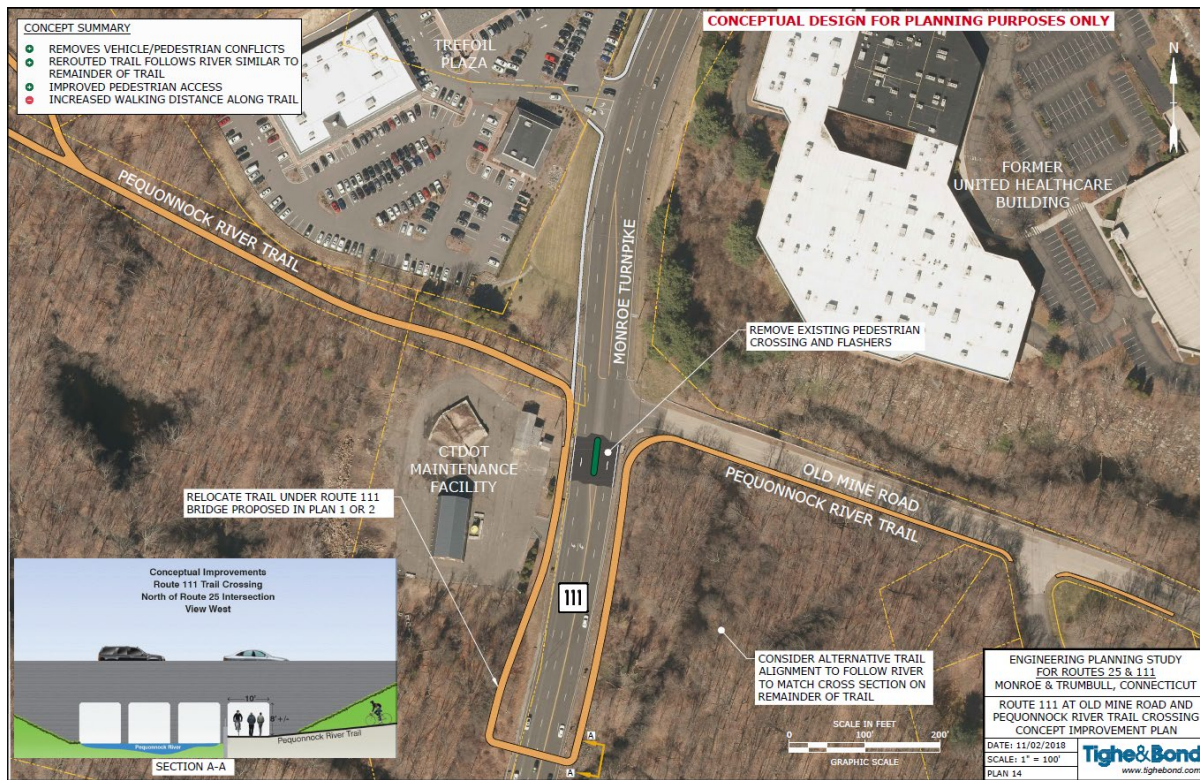 CONCEPT SUMMARY
REMOVES VEHICLE/PEDESTRIAN CONFLICTS
REROUTED TRAIL FOLLOWS RIVER SIMILAR TO
REMAINDER OF TRAIL
IMPROVED PEDESTRIAN ACCESS
INCREASED WALKING DISTANCE ALONG TRAIL
CONCEPTUAL DESIGN FOR PLANNING PURPOSES ONLY
TREFOIL
PLAZA
N
FORMER
UNITED HEALTHCARE
BUILDING
PEQUONNOCK RIVER TRAIL
MONROE TURNPIKE
REMOVE EXISTING PEDESTRIAN
CROSSING AND FLASHERS
CTDOT
MAINTENANCE
FACILITY
OLD MINE ROAD
PEQUONNOCK RIVER TRAIL
RELOCATE TRAIL UNDER ROUTE 111
BRIDGE PROPOSED IN PLAN 1 OR 2
111
Conceptual Improvements
Route 111 Trail Crossing
North of Route 25 Intersection
View West
10'
8' +/-
Pequonnock River
Pequonnock River Trail
SECTION A-A
A
A
CONSIDER ALTERNATIVE TRAIL
ALIGNMENT TO FOLLOW RIVER
TO MATCH CROSS SECTION ON
REMAINDER OF TRAIL
SCALE IN FEET
0 100' 200'
GRAPHIC SCALE
ENGINEERING PLANNING STUDY
FOR ROUTES 25 & 111
MONROE & TRUMBULL, CONNECTICUT
ROUTE 111 AT OLD MINE ROAD AND
PEQUONNOCK RIVER TRAIL CROSSING
CONCEPT IMPROVEMENT PLAN
DATE: 11/02/2018
SCALE: 1" = 100'
PLAN 14
Tighe&Bond
www.tighebond.com